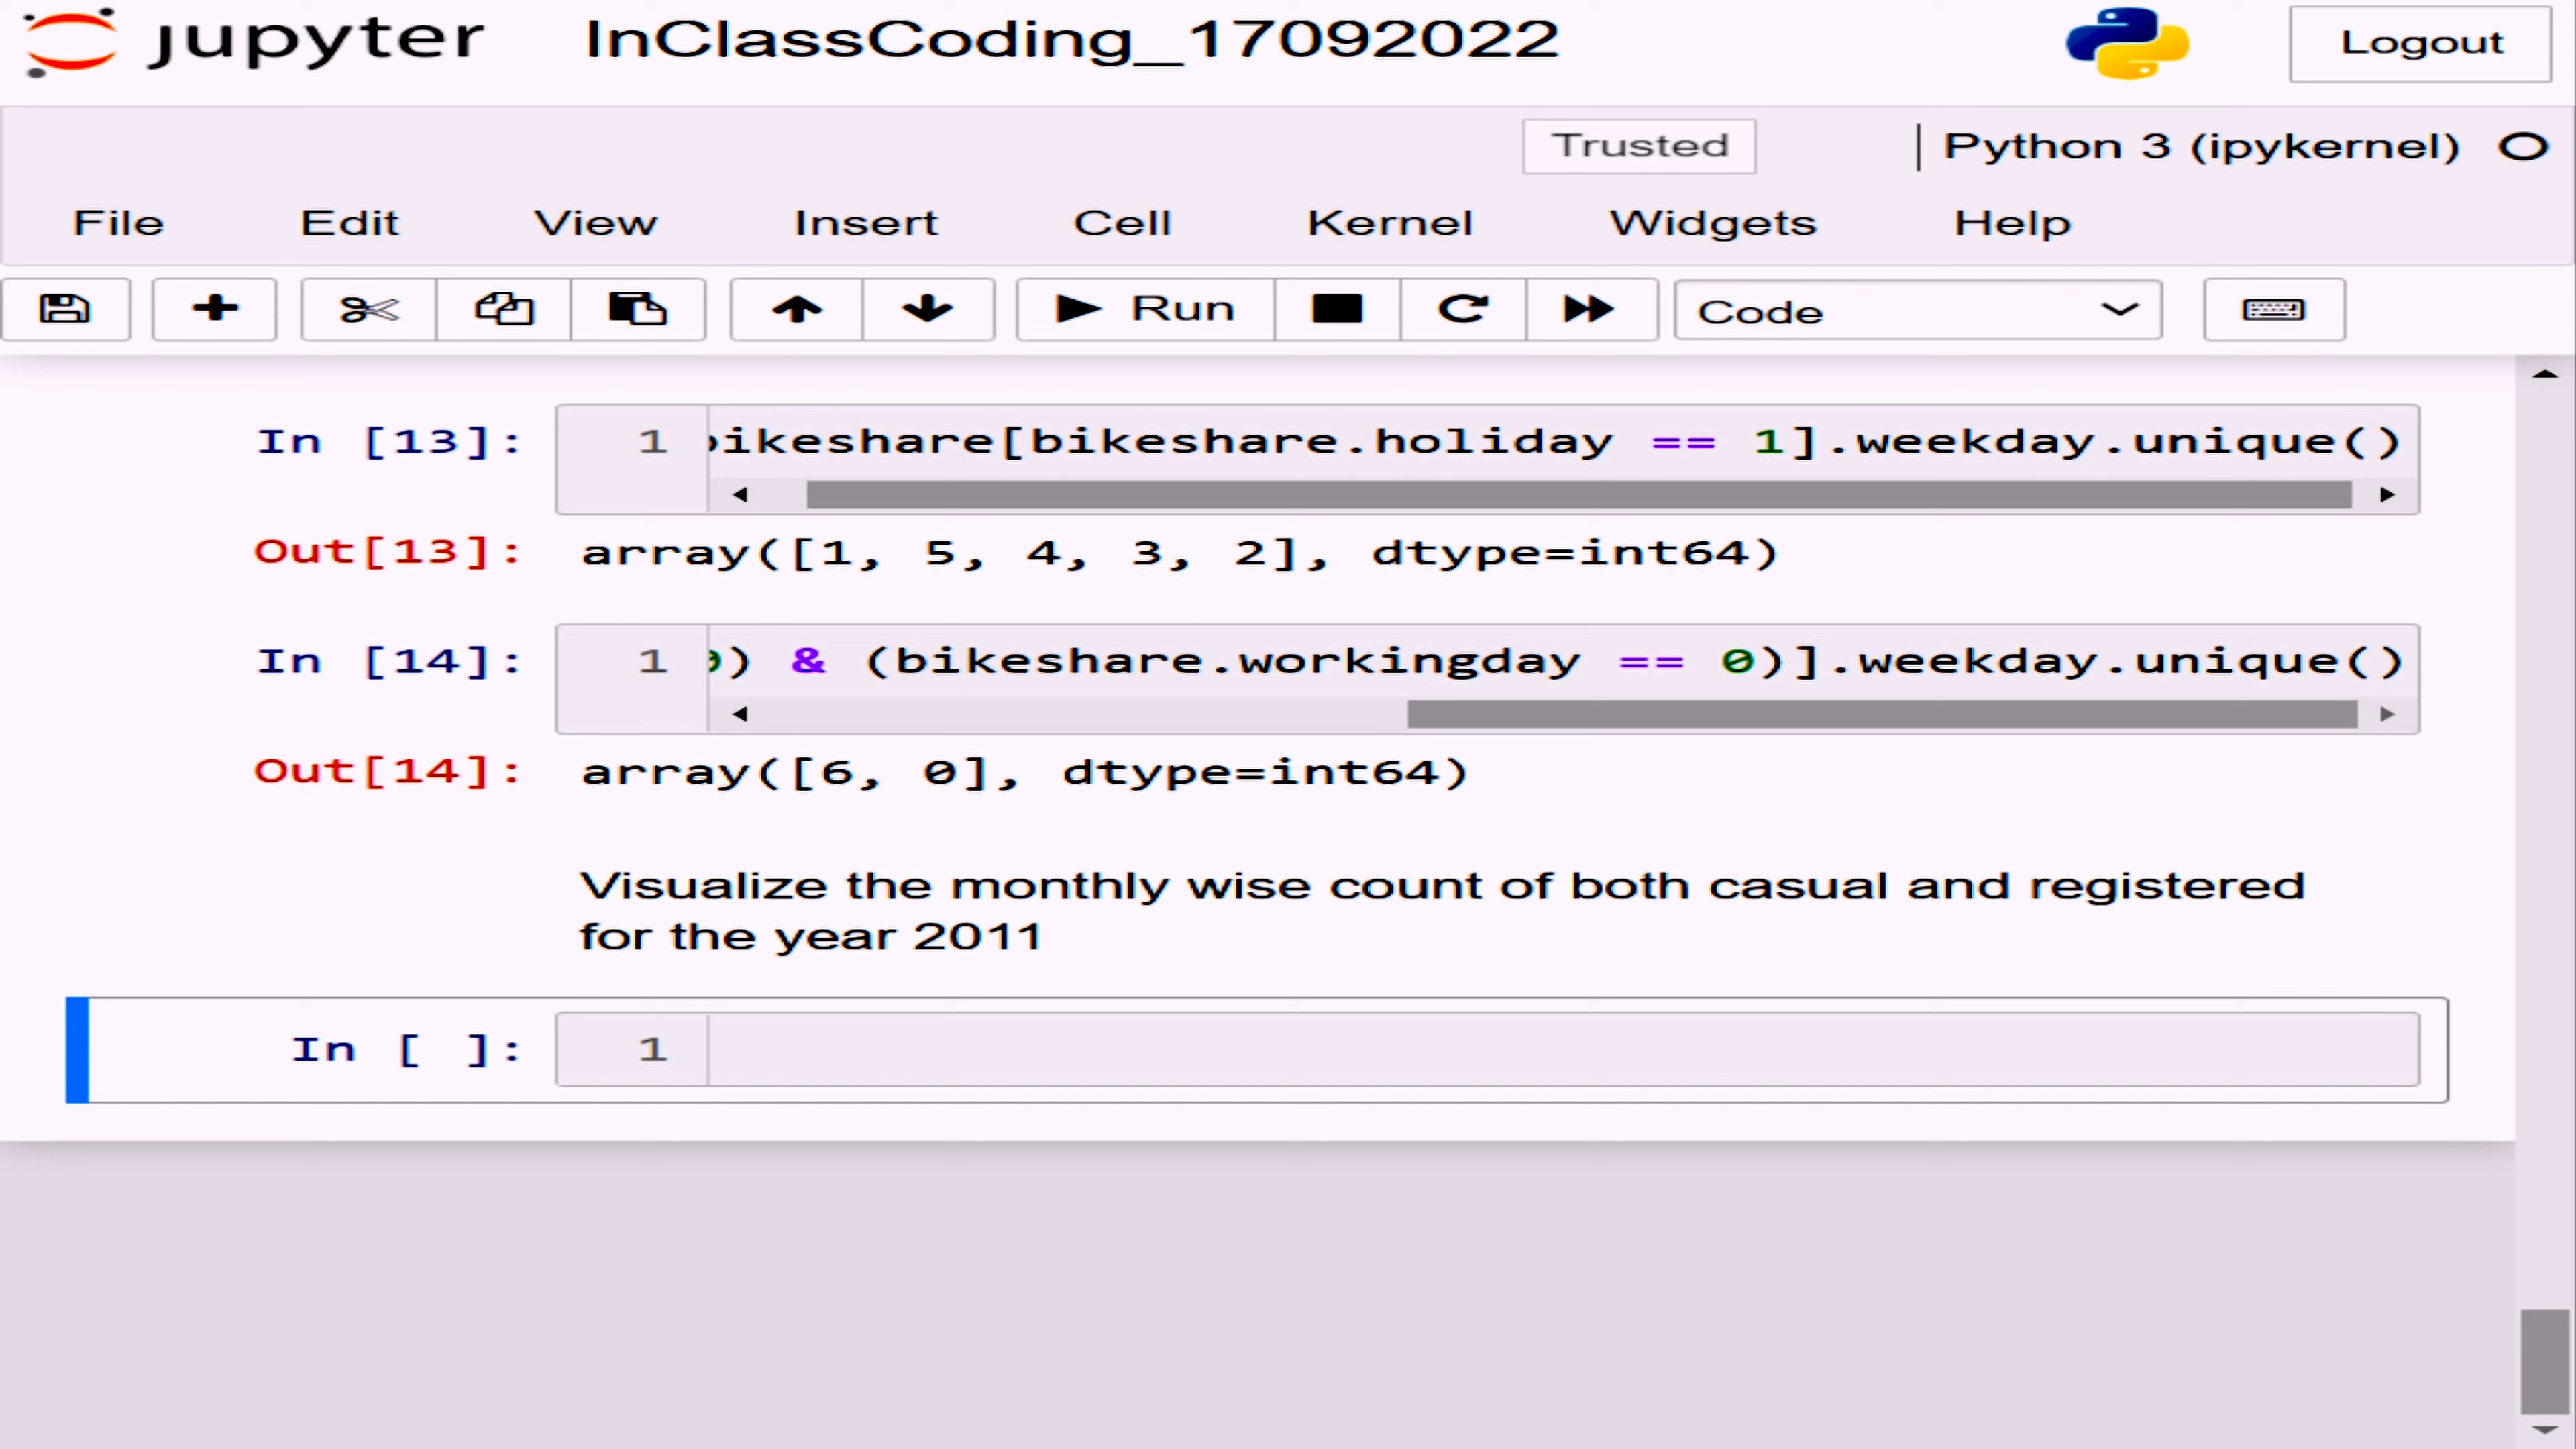 jupyter InClassCoding_17092022 Logout
Trusted | Python 3 (ipykernel)
File Edit View Insert Cell Kernel Widgets Help
Run Code
In [13]: 1 bikeshare[bikeshare.holiday == 1].weekday.unique()
Out[13]: array([1, 5, 4, 3, 2], dtype=int64)
In [14]: 1 0) & (bikeshare.workingday == 0)].weekday.unique()
Out[14]: array([6, 0], dtype=int64)
Visualize the monthly wise count of both casual and registered
for the year 2011
In [ ]: 1